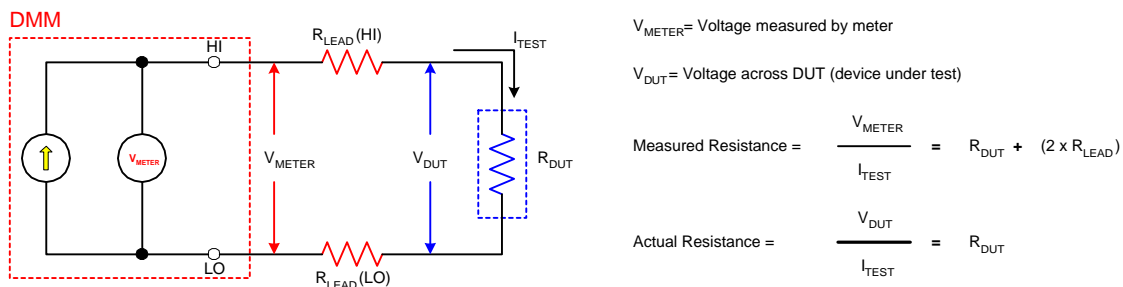 DMM
HI
R_LEAD(HI)
I_TEST
V_METER
V_METER
V_DUT
R_DUT
LO
R_LEAD(LO)
V_METER= Voltage measured by meter
V_DUT= Voltage across DUT (device under test)
Measured Resistance = V_METER / I_TEST = R_DUT + (2 x R_LEAD)
Actual Resistance = V_DUT / I_TEST = R_DUT